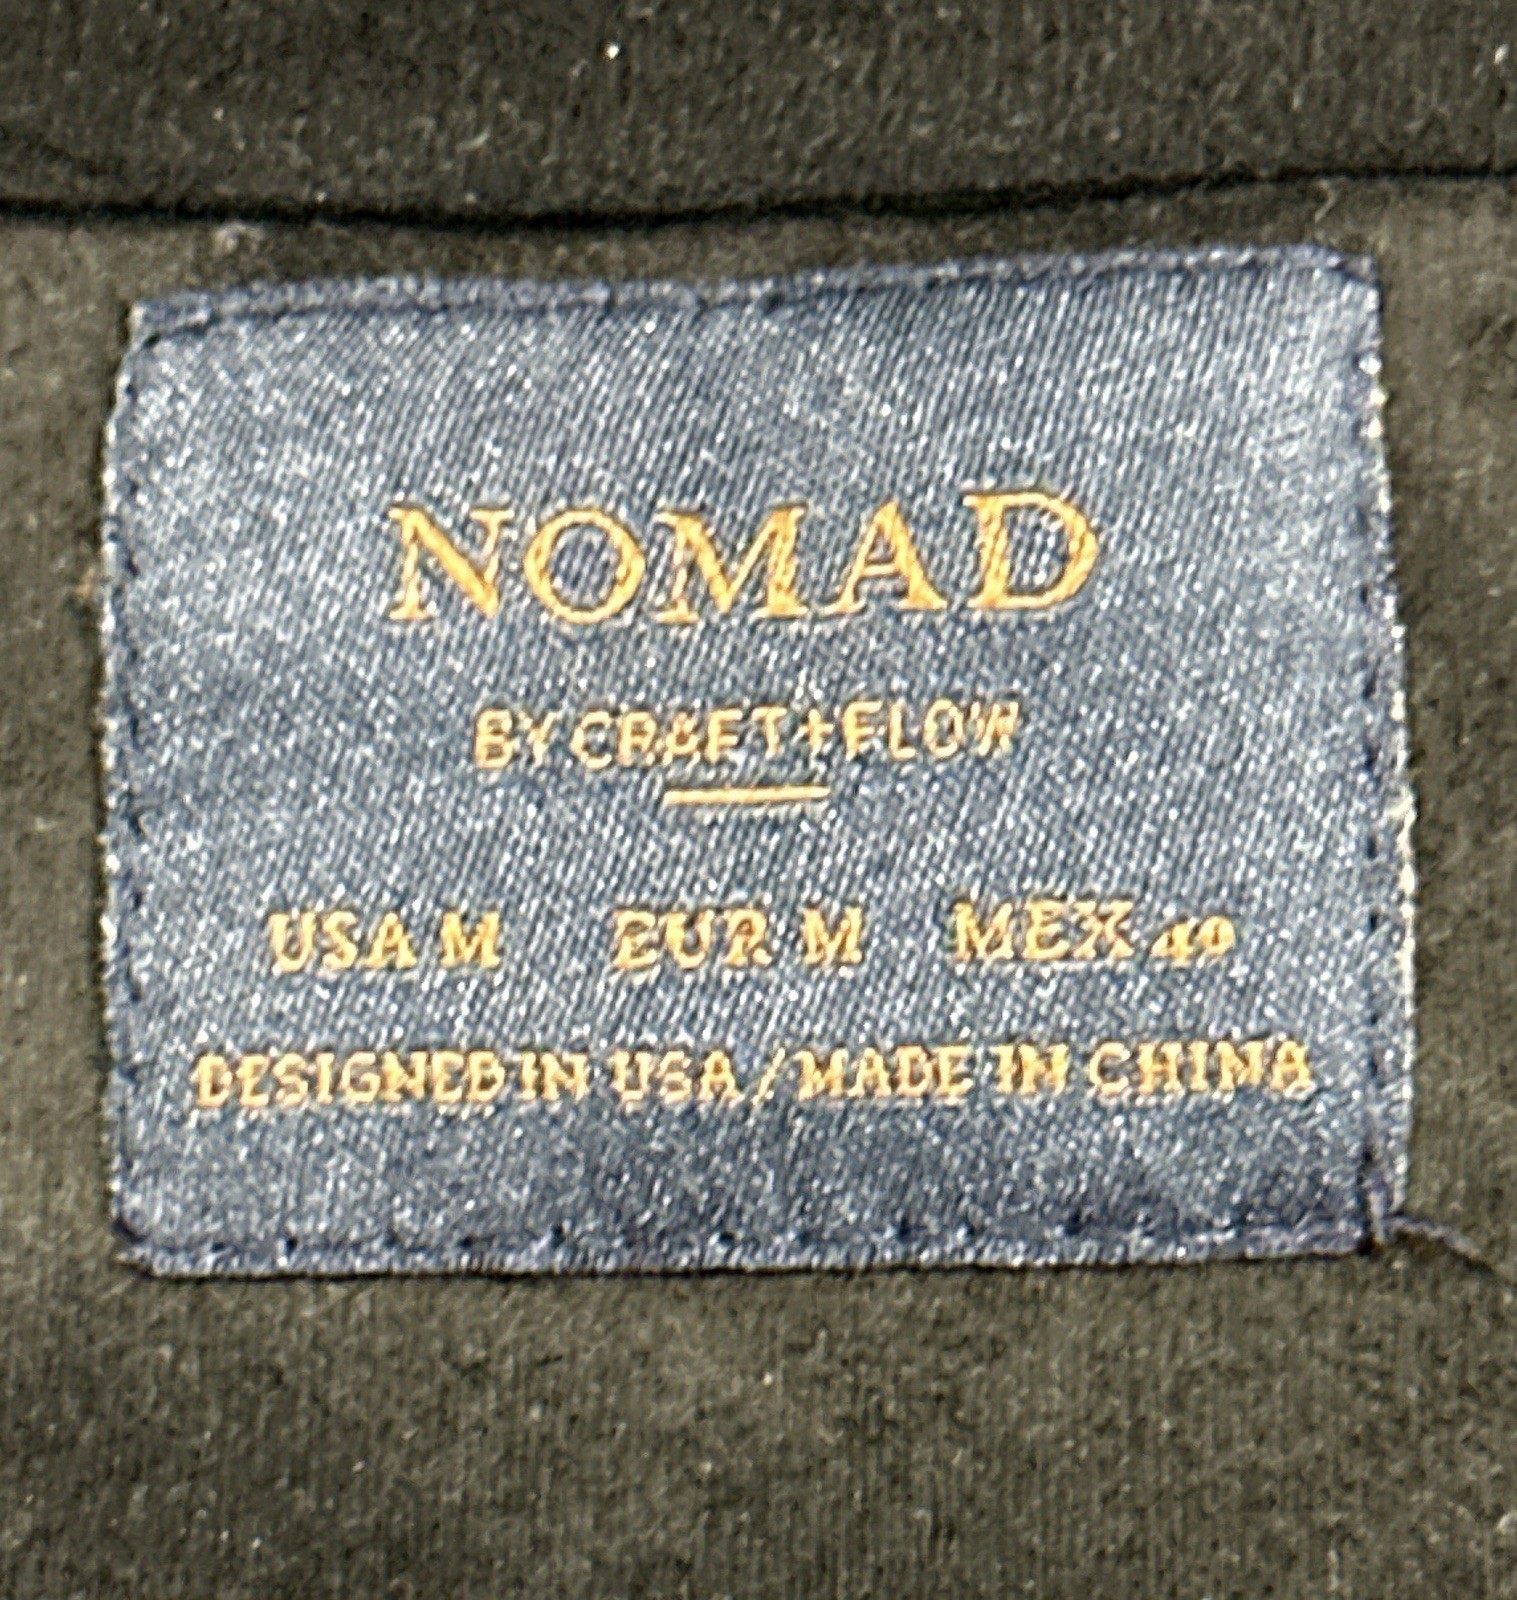 NOMAD
BY CRAFT+FLOW
USA M EUR M MEX 40
DESIGNED IN USA / MADE IN CHINA